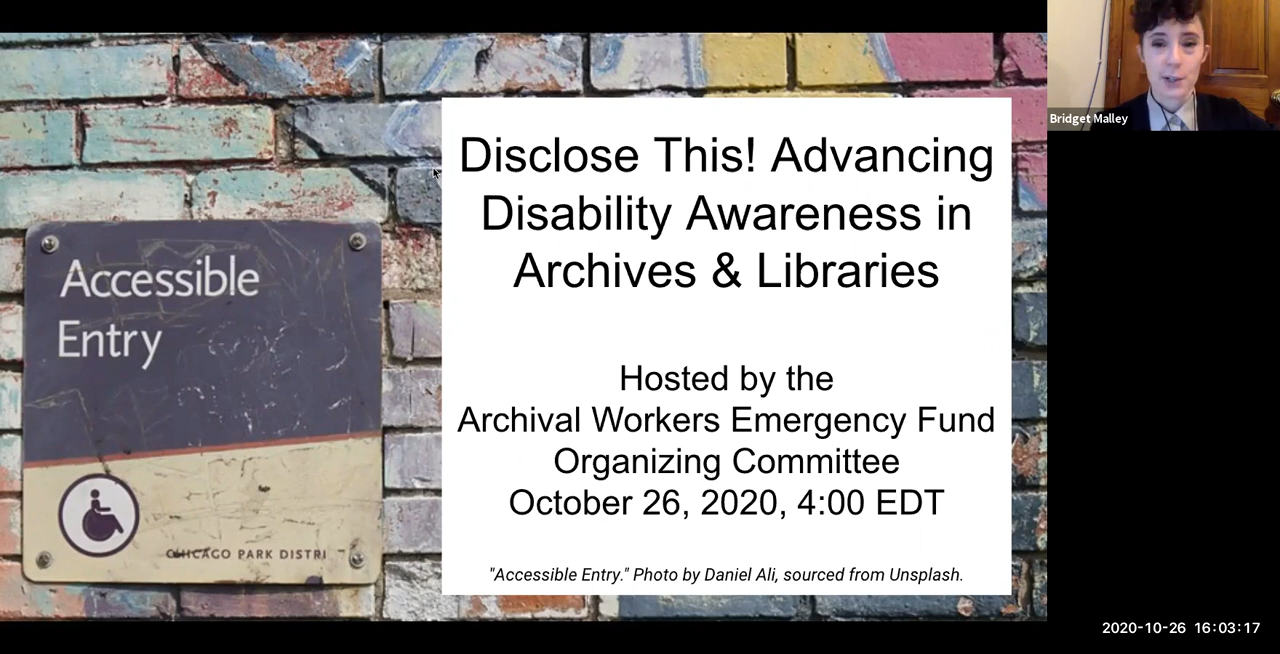 Disclose This! Advancing
Disability Awareness in
Archives & Libraries
Hosted by the
Archival Workers Emergency Fund
Organizing Committee
October 26, 2020, 4:00 EDT
"Accessible Entry." Photo by Daniel Ali, sourced from Unsplash.
Accessible
Entry
CHICAGO PARK DISTRI
Bridget Malley
2020-10-26 16:03:17